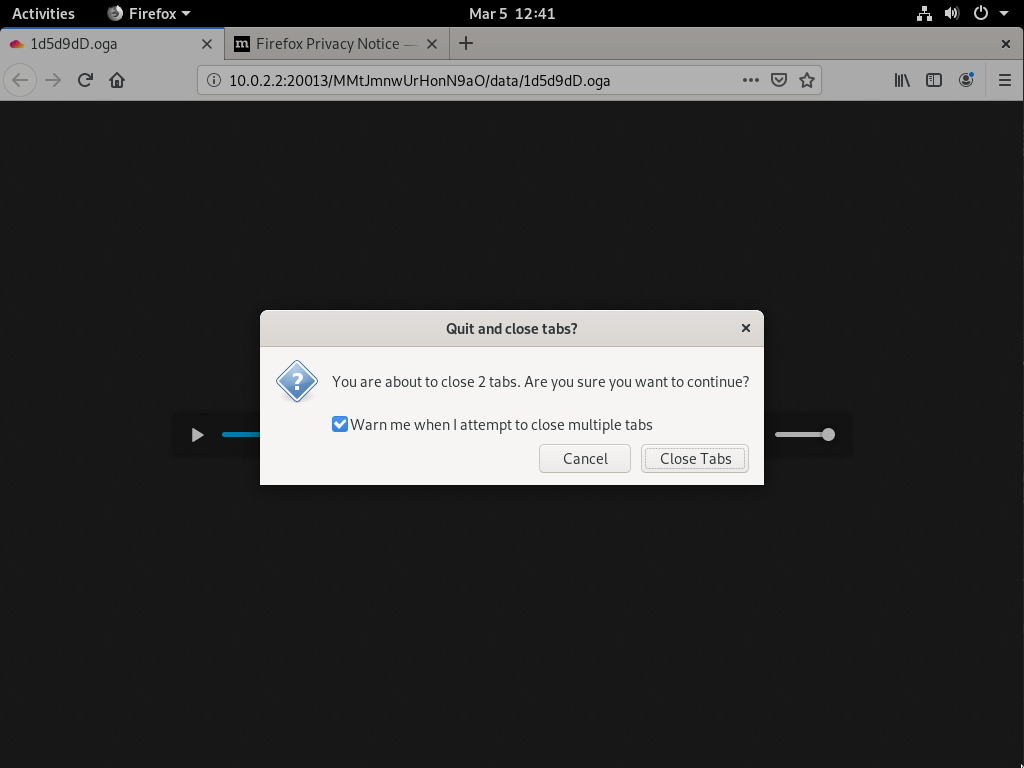 Activities Firefox Mar 5 12:41
1d5d9dD.oga Firefox Privacy Notice —
10.0.2.2:20013/MMtJmnwUrHonN9aO/data/1d5d9dD.oga
Quit and close tabs?
You are about to close 2 tabs. Are you sure you want to continue?
Warn me when I attempt to close multiple tabs
Cancel Close Tabs